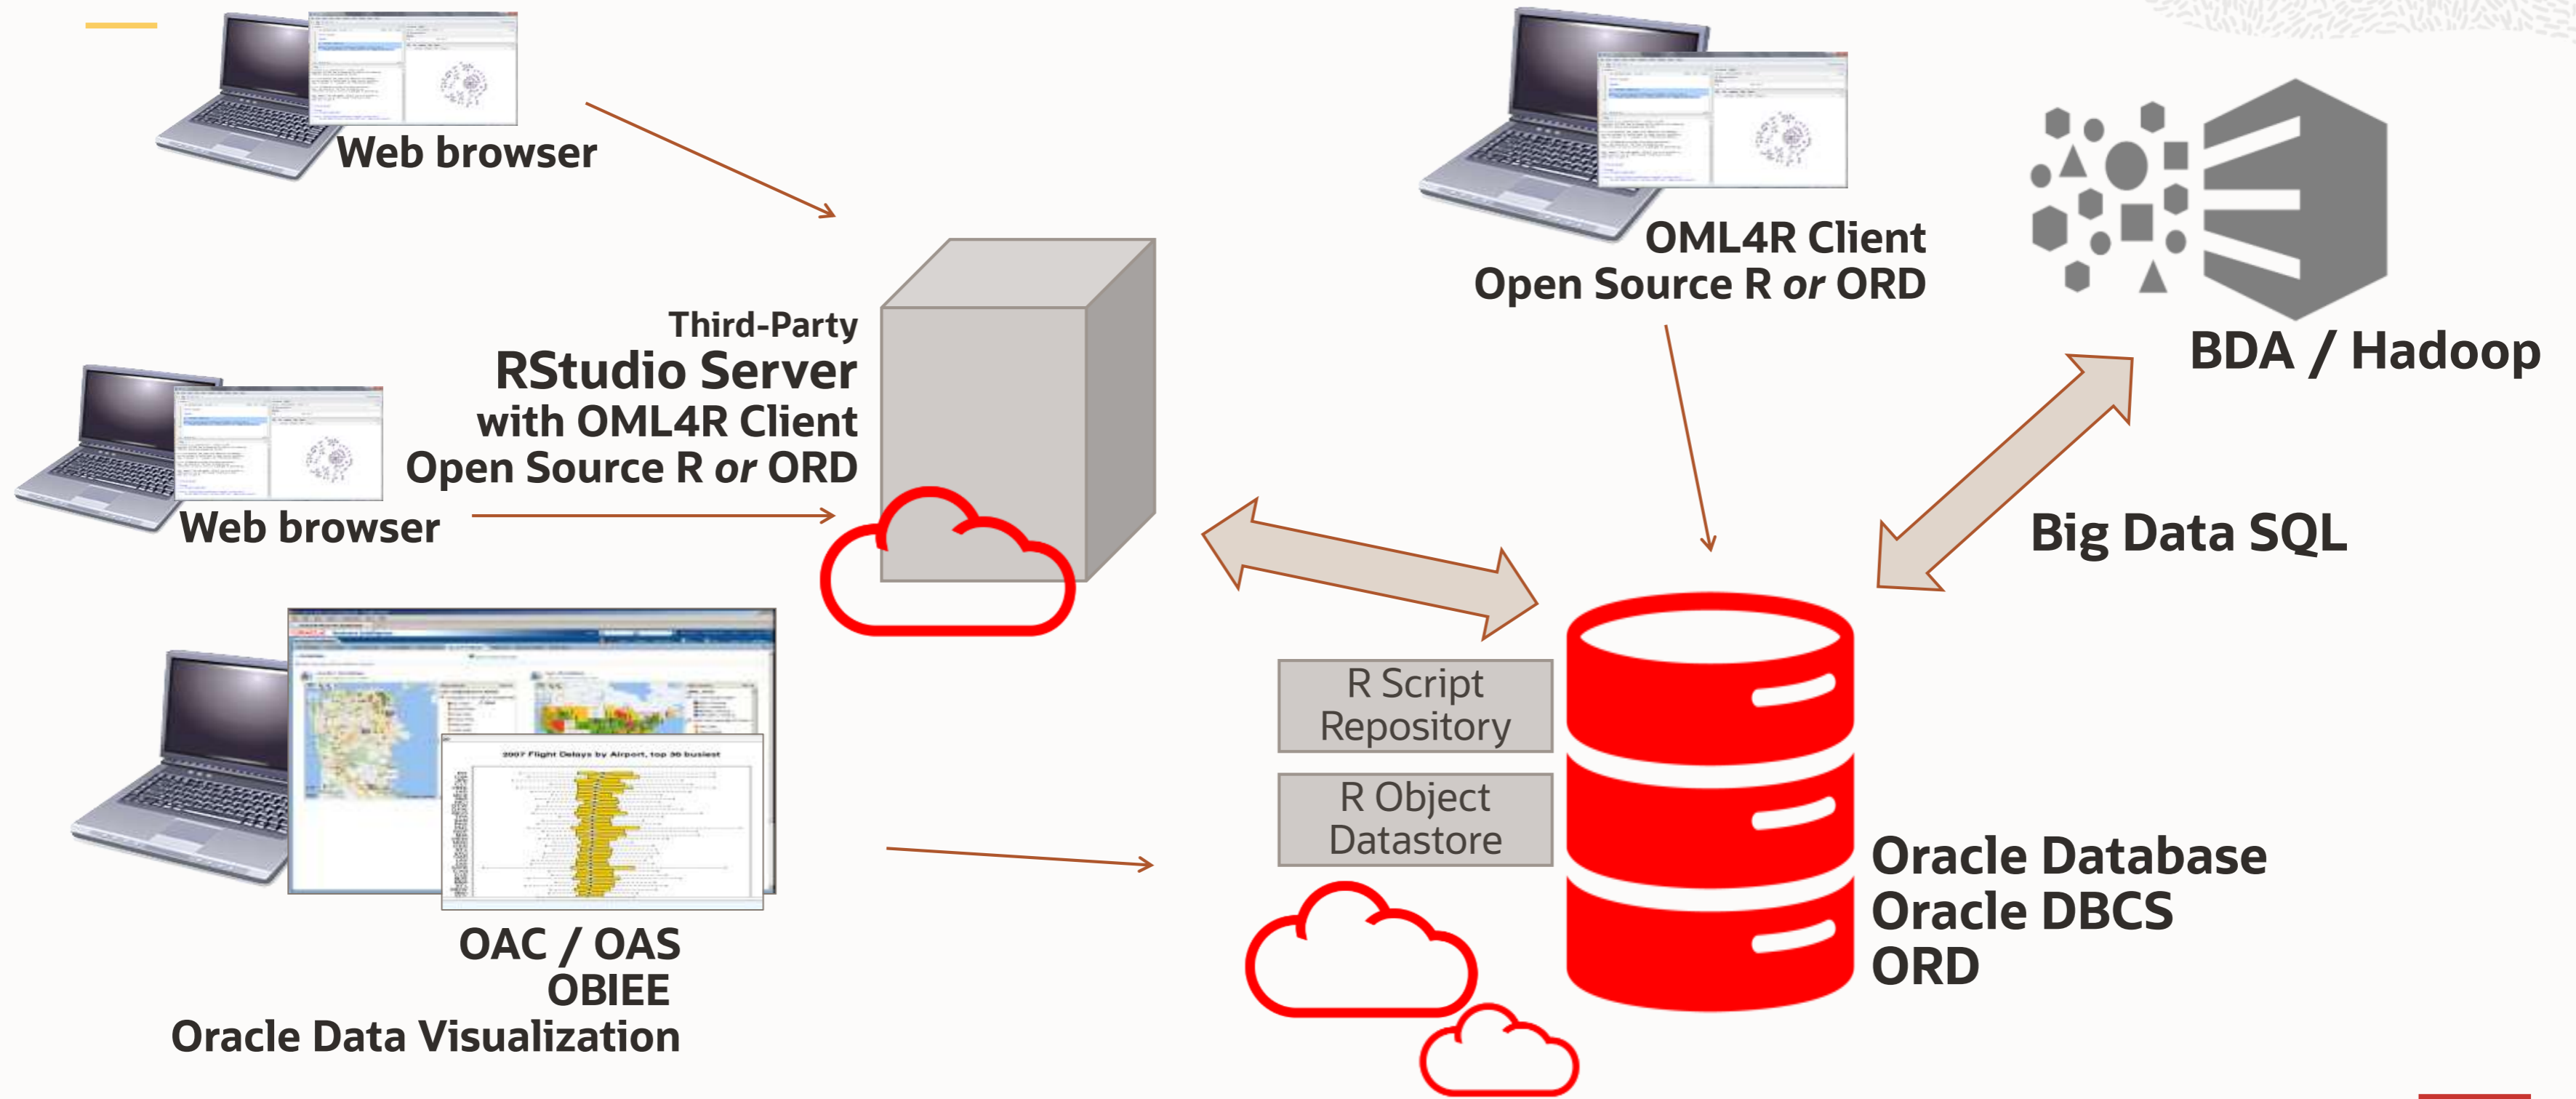 Web browser
OML4R Client
Open Source R or ORD
BDA / Hadoop
Third-Party
RStudio Server
with OML4R Client
Open Source R or ORD
Web browser
Big Data SQL
R Script
Repository
R Object
Datastore
2007 Flight Delays by Airport, top 36 busiest
Oracle Database
Oracle DBCS
ORD
OAC / OAS
OBIEE
Oracle Data Visualization